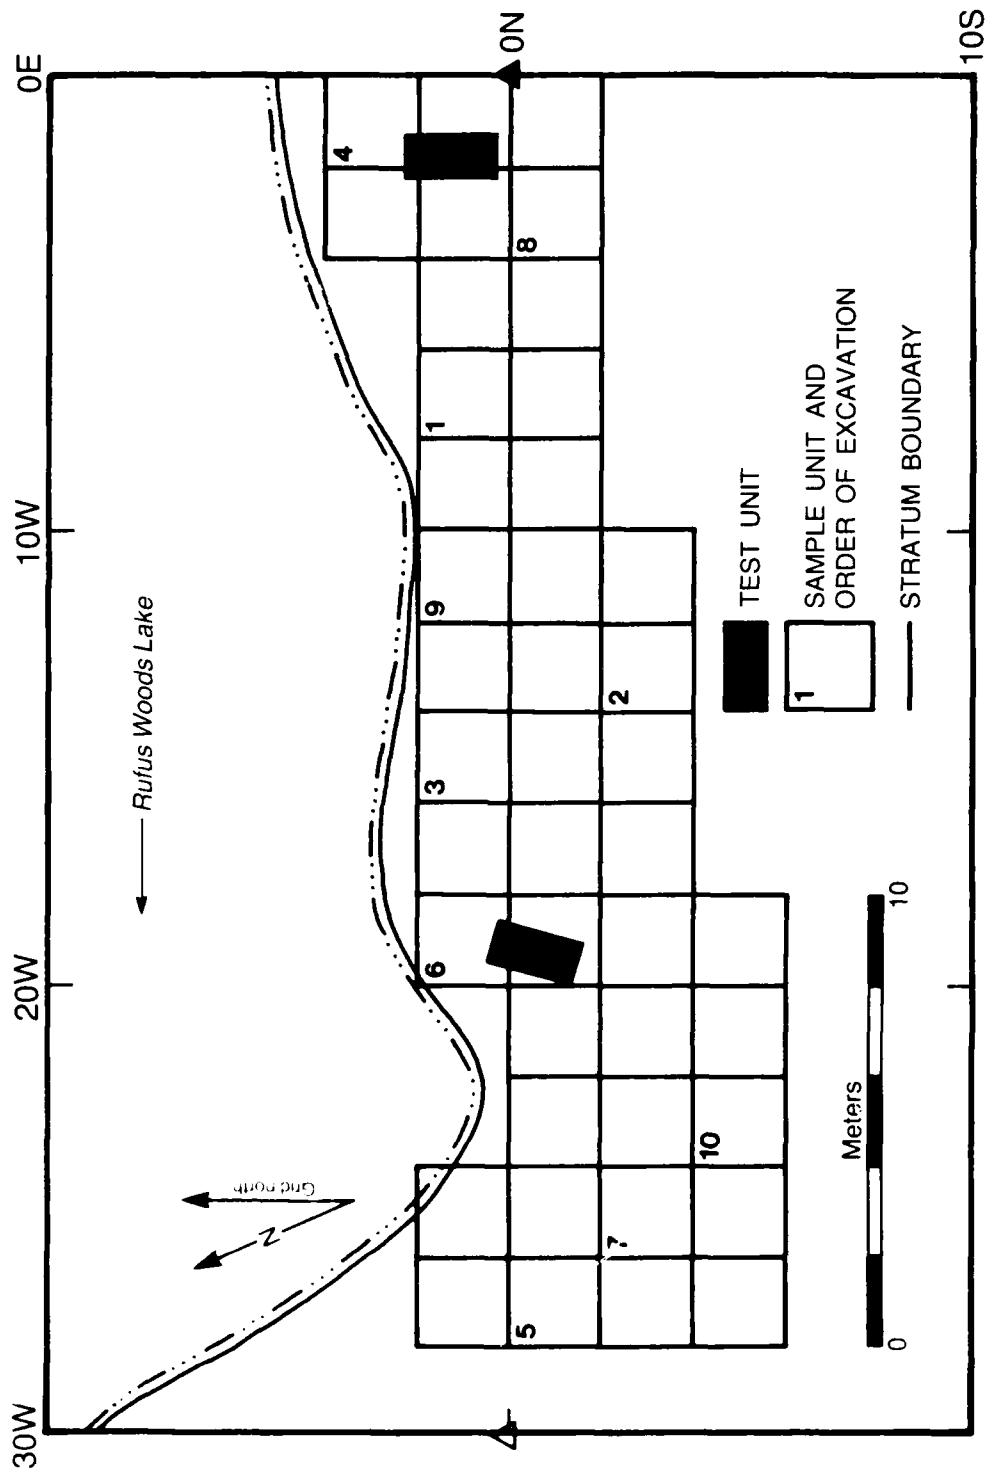 30W
20W
10W
0E
Rufus Woods Lake
Grid north
N
4
6
3
9
1
0N
5
8
7
2
10
TEST UNIT
1
SAMPLE UNIT AND
ORDER OF EXCAVATION
STRATUM BOUNDARY
Meters
0
10
10S